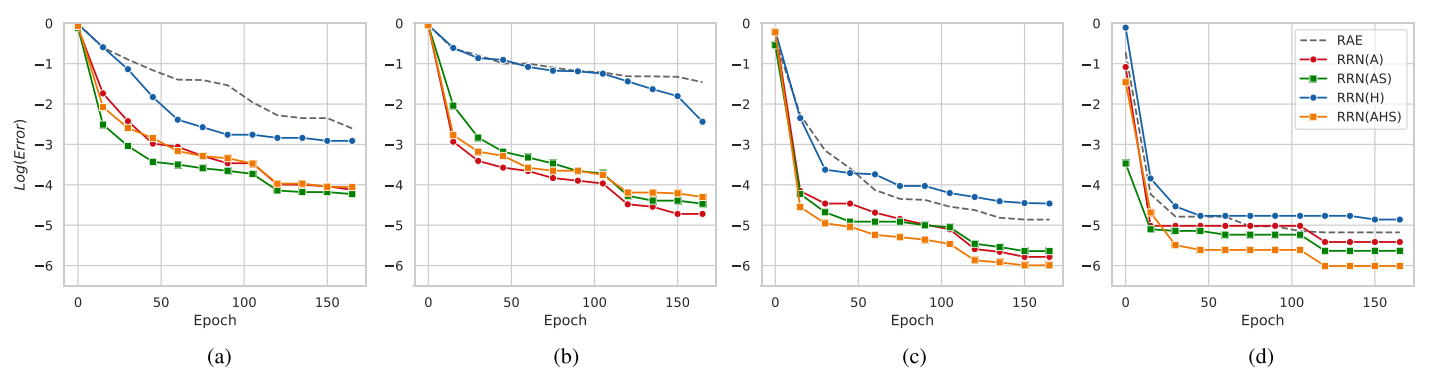 0 0 0 0
−1 −1 −1 −1
−2 −2 −2 −2
−3 −3 −3 −3
−4 −4 −4 −4
−5 −5 −5 −5
−6 −6 −6 −6
Log(Error)
RAE
RRN(A)
RRN(AS)
RRN(H)
RRN(AHS)
0 50 100 150 0 50 100 150 0 50 100 150 0 50 100 150
Epoch Epoch Epoch Epoch
(a) (b) (c) (d)